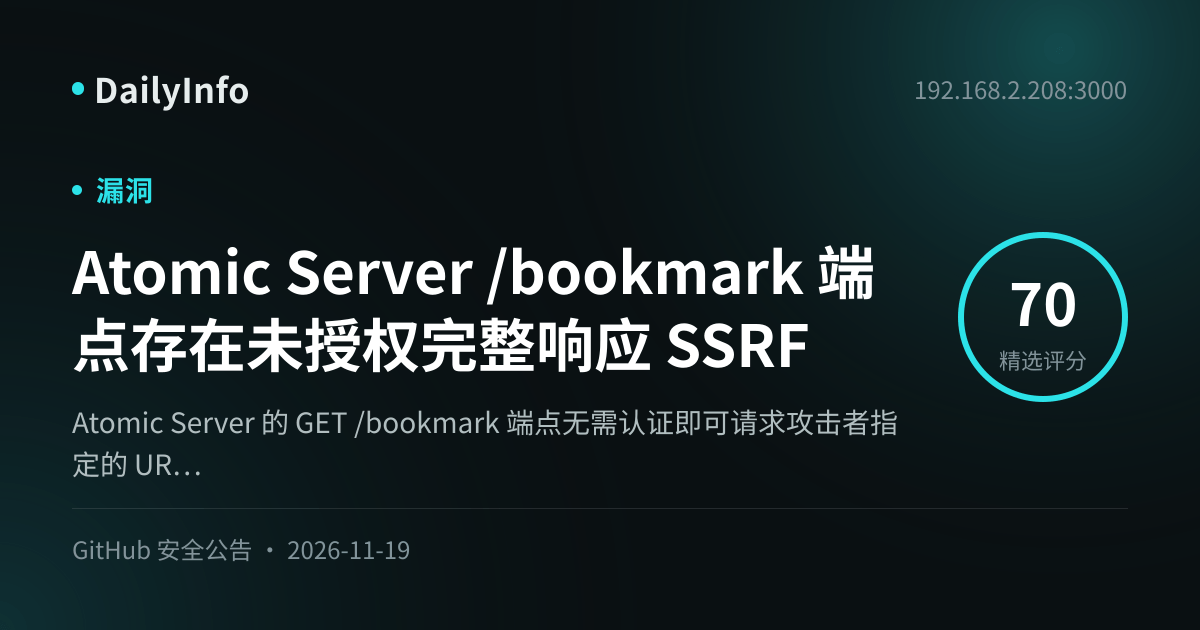 DailyInfo
192.168.2.208:3000
漏洞
Atomic Server /bookmark 端
点存在未授权完整响应 SSRF
70
精选评分
Atomic Server 的 GET /bookmark 端点无需认证即可请求攻击者指
定的 UR…
GitHub 安全公告 · 2026-11-19